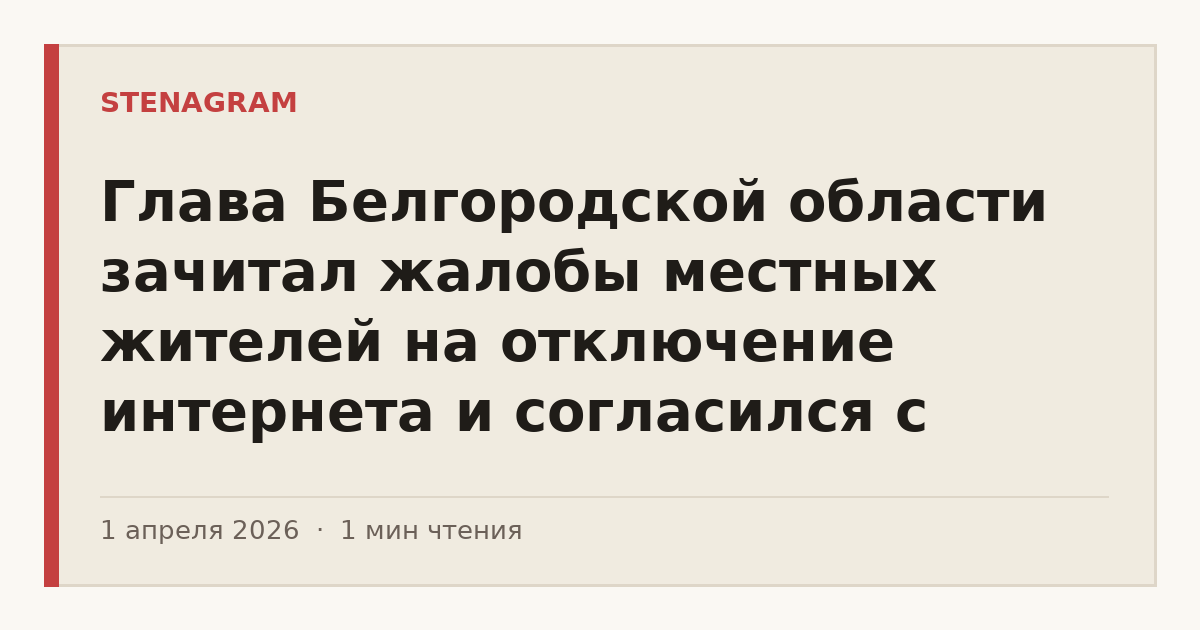 STENAGRAM
Глава Белгородской области
зачитал жалобы местных
жителей на отключение
интернета и согласился с
1 апреля 2026 · 1 мин чтения